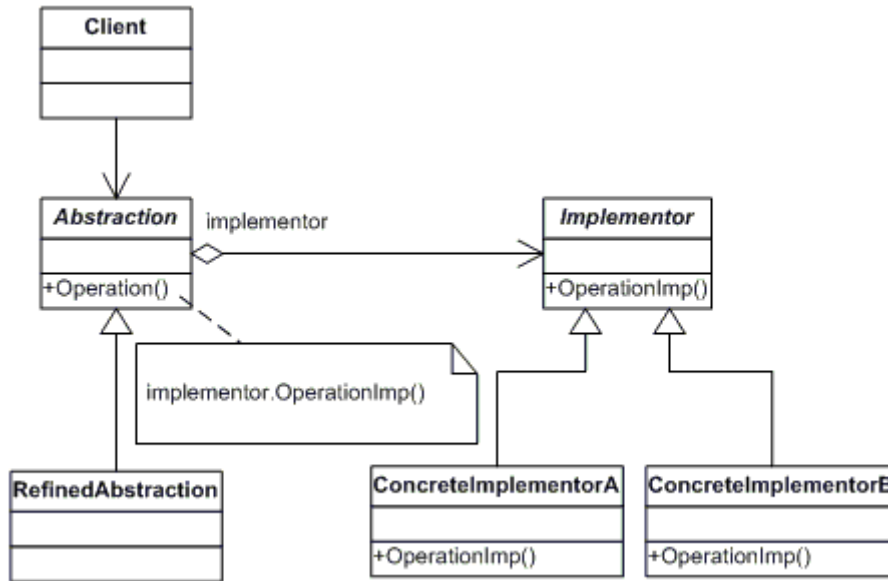 Client
Abstraction
implementor
Implementor
+Operation()
+OperationImp()
implementor.OperationImp()
RefinedAbstraction
ConcreteImplementorA
ConcreteImplementorB
+OperationImp()
+OperationImp()